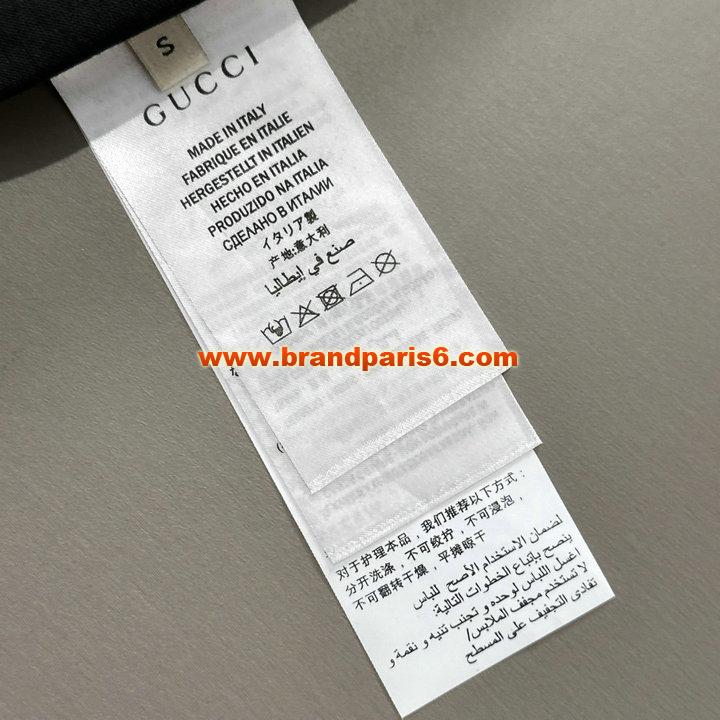 S
GUCCI
MADE IN ITALY
FABRIQUE EN ITALIE
HERGESTELLT IN ITALIEN
HECHO EN ITALIA
PRODUZIDO NA ITALIA
СДЕЛАНО В ИТАЛИИ
イタリア製
产地:意大利
صنع في إيطاليا
www.brandparis6.com
对于护理本品，我们推荐以下方式：
分开洗涤，不可绞拧，不可浸泡，
不可翻转干燥，平摊晾干
لضمان الاستخدام الأصح للباس
ينصح بإتباع الخطوات التالية:
اغسل اللباس لوحده و تجنب ثنيه و نقعه و
لا تستخدم مجفف الملابس/
تفادى التجفيف على المسطح